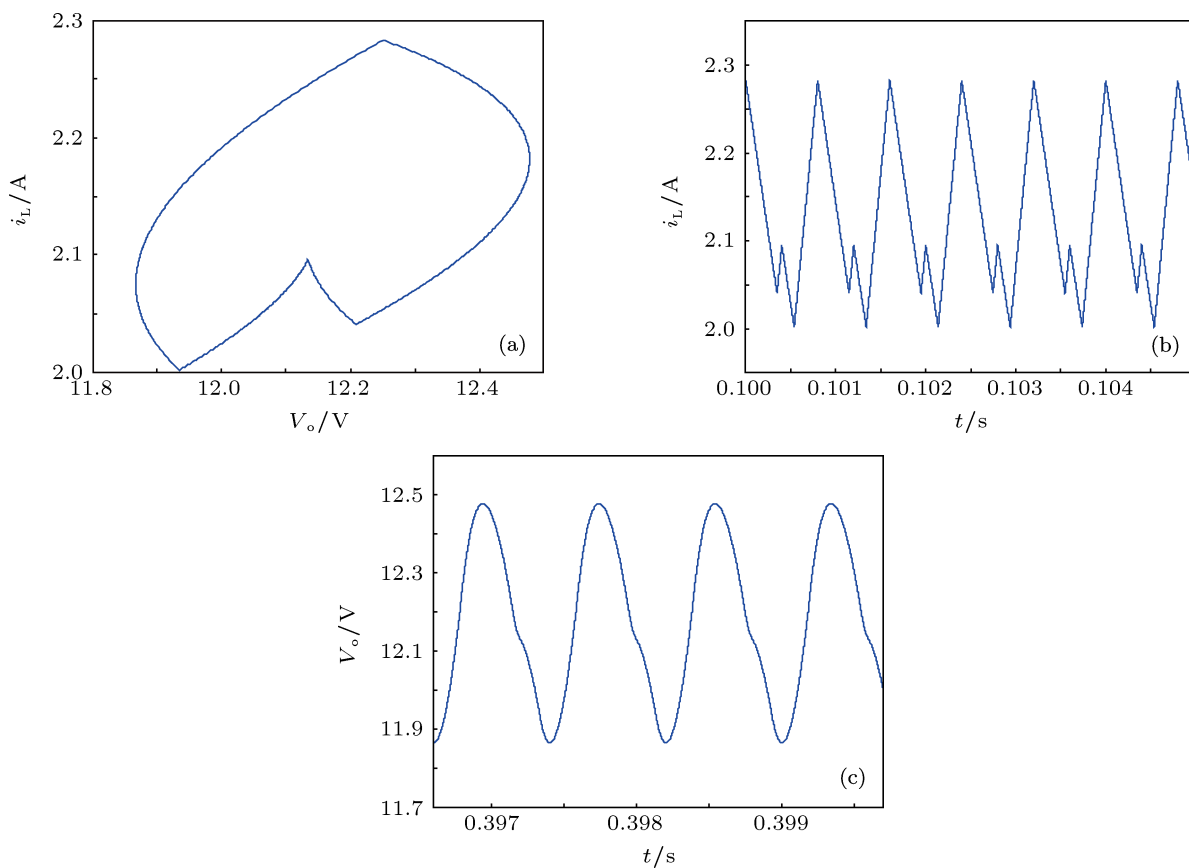 2.3
2.2
2.1
2.0
i_L/A
11.8 12.0 12.2 12.4
V_o/V
(a)
2.3
2.2
2.1
2.0
i_L/A
0.100 0.101 0.102 0.103 0.104
t/s
(b)
12.5
12.3
12.1
11.9
11.7
V_o/V
0.397 0.398 0.399
t/s
(c)